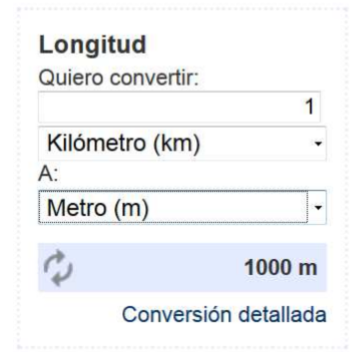 Longitud
Quiero convertir:
1
Kilómetro (km)
A:
Metro (m)
1000 m
Conversión detallada